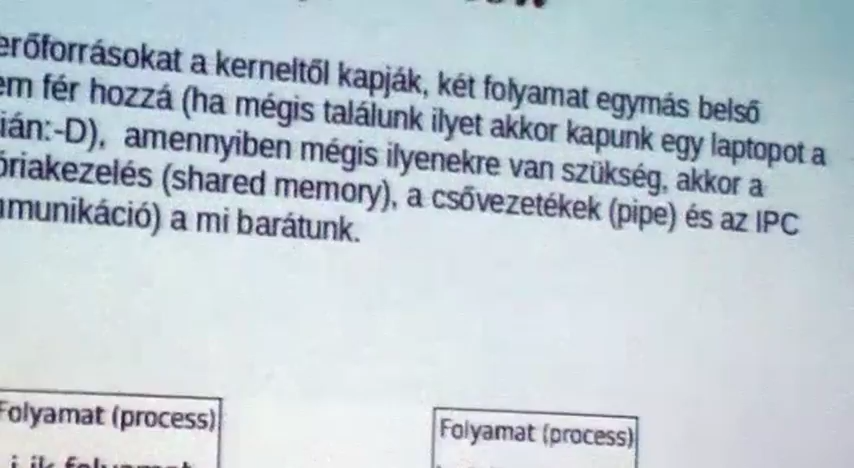 erőforrásokat a kerneltől kapják, két folyamat egymás belső
em fér hozzá (ha mégis találunk ilyet akkor kapunk egy laptopot a
ián:-D), amennyiben mégis ilyenekre van szükség, akkor a
óriakezelés (shared memory), a csővezetékek (pipe) és az IPC
mmunikáció) a mi barátunk.
Folyamat (process)
Folyamat (process)